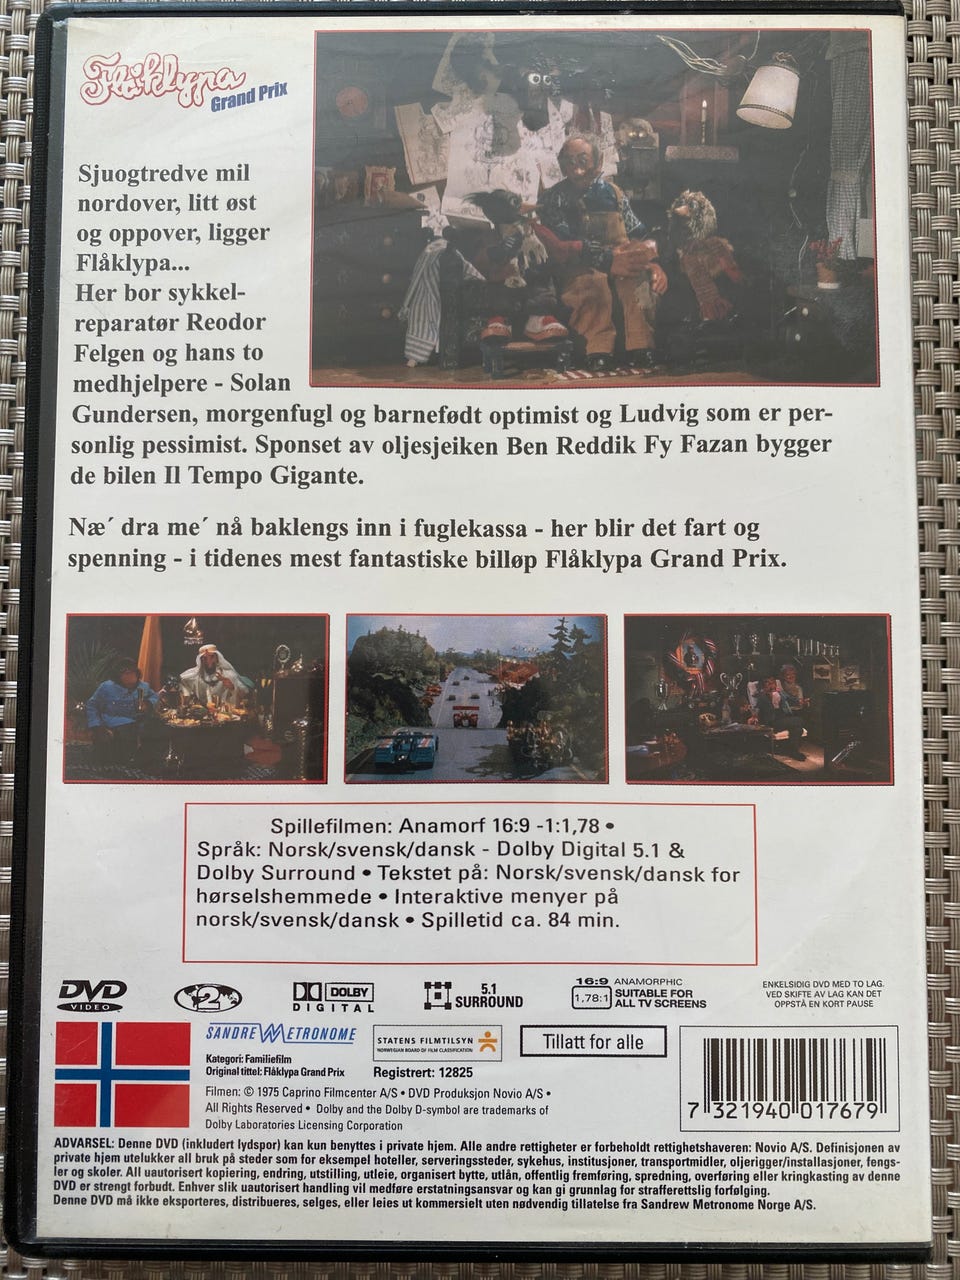 Flåklypa
Grand Prix
Sjuogtredve mil
nordover, litt øst
og oppover, ligger
Flåklypa...
Her bor sykkel-
reparatør Reodor
Felgen og hans to
medhjelpere - Solan
Gundersen, morgenfugl og barnefødt optimist og Ludvig som er per-
sonlig pessimist. Sponset av oljesjeiken Ben Reddik Fy Fazan bygger
de bilen Il Tempo Gigante.
Næ´ dra me´ nå baklengs inn i fuglekassa - her blir det fart og
spenning - i tidenes mest fantastiske billøp Flåklypa Grand Prix.
Spillefilmen: Anamorf 16:9 -1:1,78 •
Språk: Norsk/svensk/dansk - Dolby Digital 5.1 &
Dolby Surround • Tekstet på: Norsk/svensk/dansk for
hørselshemmede • Interaktive menyer på
norsk/svensk/dansk • Spilletid ca. 84 min.
DVD
VIDEO
2
DOLBY
DIGITAL
5.1
SURROUND
16:9 ANAMORPHIC
1,78:1 SUITABLE FOR
ALL TV SCREENS
ENKELSIDIG DVD MED TO LAG.
VED SKIFTE AV LAG KAN DET
OPPSTÅ EN KORT PAUSE
SANDREW METRONOME
Kategori: Familiefilm
Original tittel: Flåklypa Grand Prix
STATENS FILMTILSYN
NORWEGIAN BOARD OF FILM CLASSIFICATION
Registrert: 12825
Tillatt for alle
Filmen: © 1975 Caprino Filmcenter A/S • DVD Produksjon Novio A/S •
All Rights Reserved • Dolby and the Dolby D-symbol are trademarks of
Dolby Laboratories Licensing Corporation
7 321940 017679
ADVARSEL: Denne DVD (inkludert lydspor) kan kun benyttes i private hjem. Alle andre rettigheter er forbeholdt rettighetshaveren: Novio A/S. Definisjonen av
private hjem utelukker all bruk på steder som for eksempel hoteller, serveringssteder, sykehus, institusjoner, transportmidler, oljerigger/installasjoner, fengs-
ler og skoler. All uautorisert kopiering, endring, utstilling, utleie, organisert bytte, utlån, offentlig fremføring, spredning, overføring eller kringkasting av denne
DVD er strengt forbudt. Enhver slik uautorisert handling vil medføre erstatningsansvar og kan gi grunnlag for strafferettslig forfølging.
Denne DVD må ikke eksporteres, distribueres, selges, eller leies ut kommersielt uten nødvendig tillatelse fra Sandrew Metronome Norge A/S.